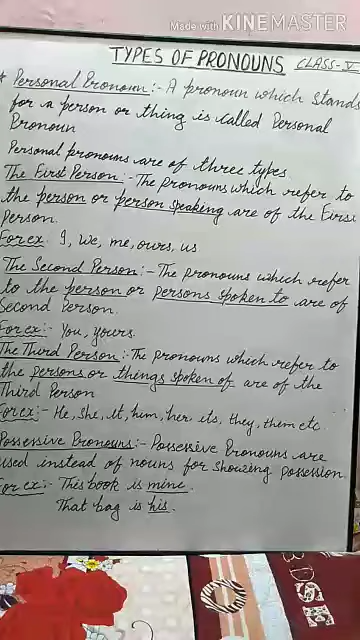 Made with KINEMASTER
TYPES OF PRONOUNS CLASS-V
* Personal Pronoun:- A pronoun which stands
for a person or thing is called Personal
Pronoun
Personal pronouns are of three types.
The First Person:- The pronouns which refer to
the person or person speaking are of the First
Person.
For ex: I, we, me, ours, us
The Second Person:- The pronouns which refer
to the person or persons spoken to are of
Second Person.
For ex:- You, yours.
The Third Person:- The pronouns which refer to
the persons or things spoken of are of the
Third Person
For ex:- He, she, it, him, her, its, they, them etc.
Possessive Pronouns:- Possessive Pronouns are
used instead of nouns for showing possession.
For ex:- This book is mine.
That bag is his.